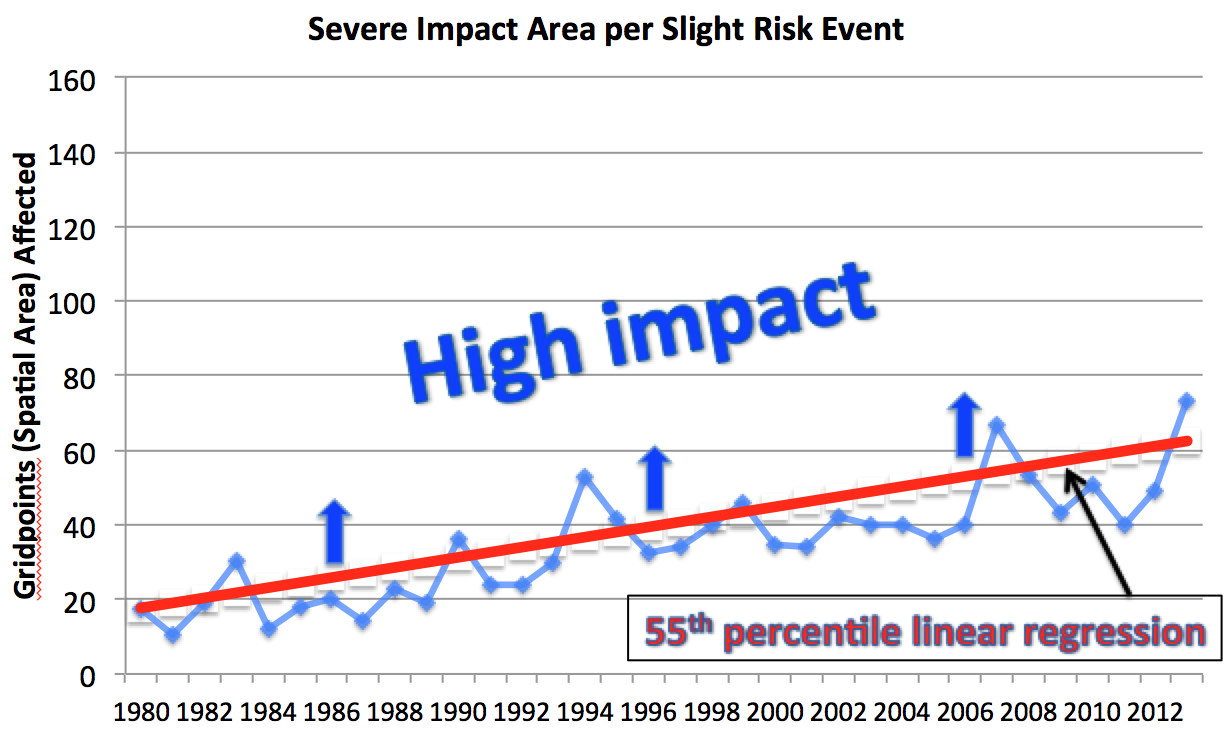 Severe Impact Area per Slight Risk Event
Gridpoints (Spatial Area) Affected
160
140
120
100
80
60
40
20
0
High impact
55th percentile linear regression
1980 1982 1984 1986 1988 1990 1992 1994 1996 1998 2000 2002 2004 2006 2008 2010 2012